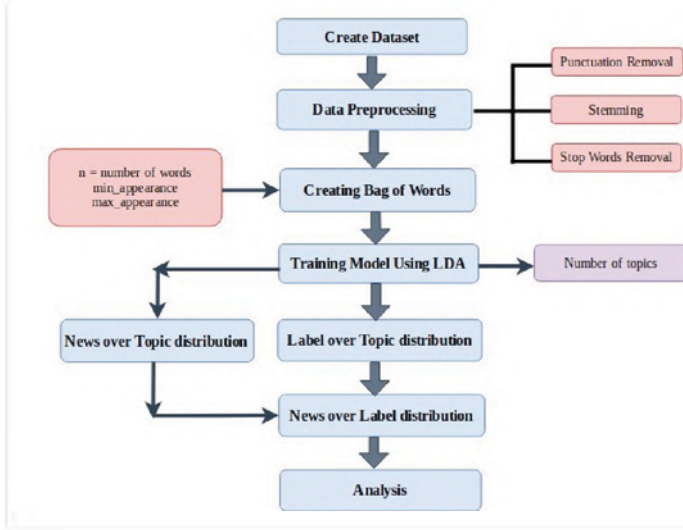 Create Dataset
Punctuation Removal
Data Preprocessing
Stemming
Stop Words Removal
n = number of words
min_appearance
max_appearance
Creating Bag of Words
Training Model Using LDA
Number of topics
News over Topic distribution
Label over Topic distribution
News over Label distribution
Analysis